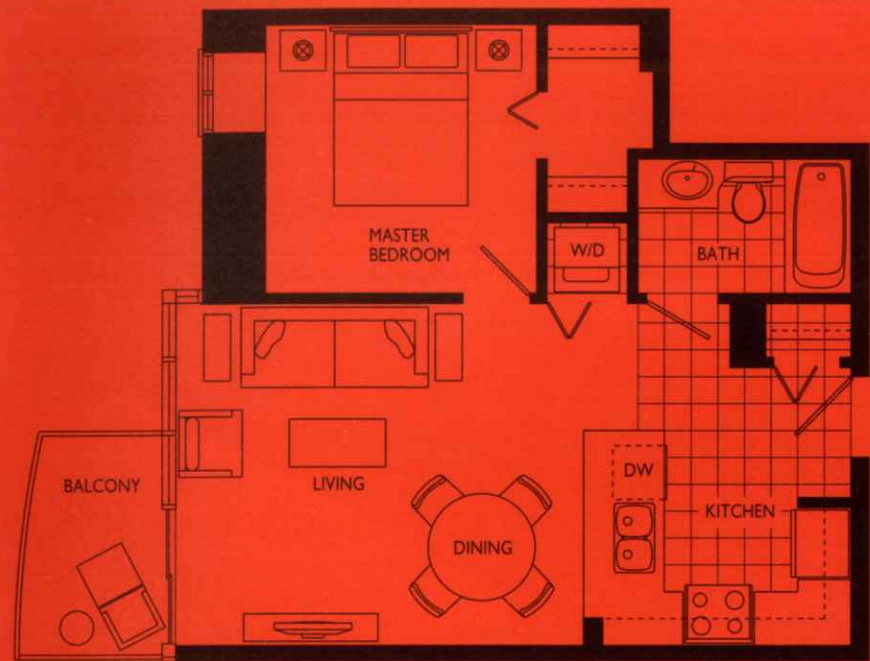 MASTER
BEDROOM
W/D
BATH
BALCONY
LIVING
DW
DINING
KITCHEN